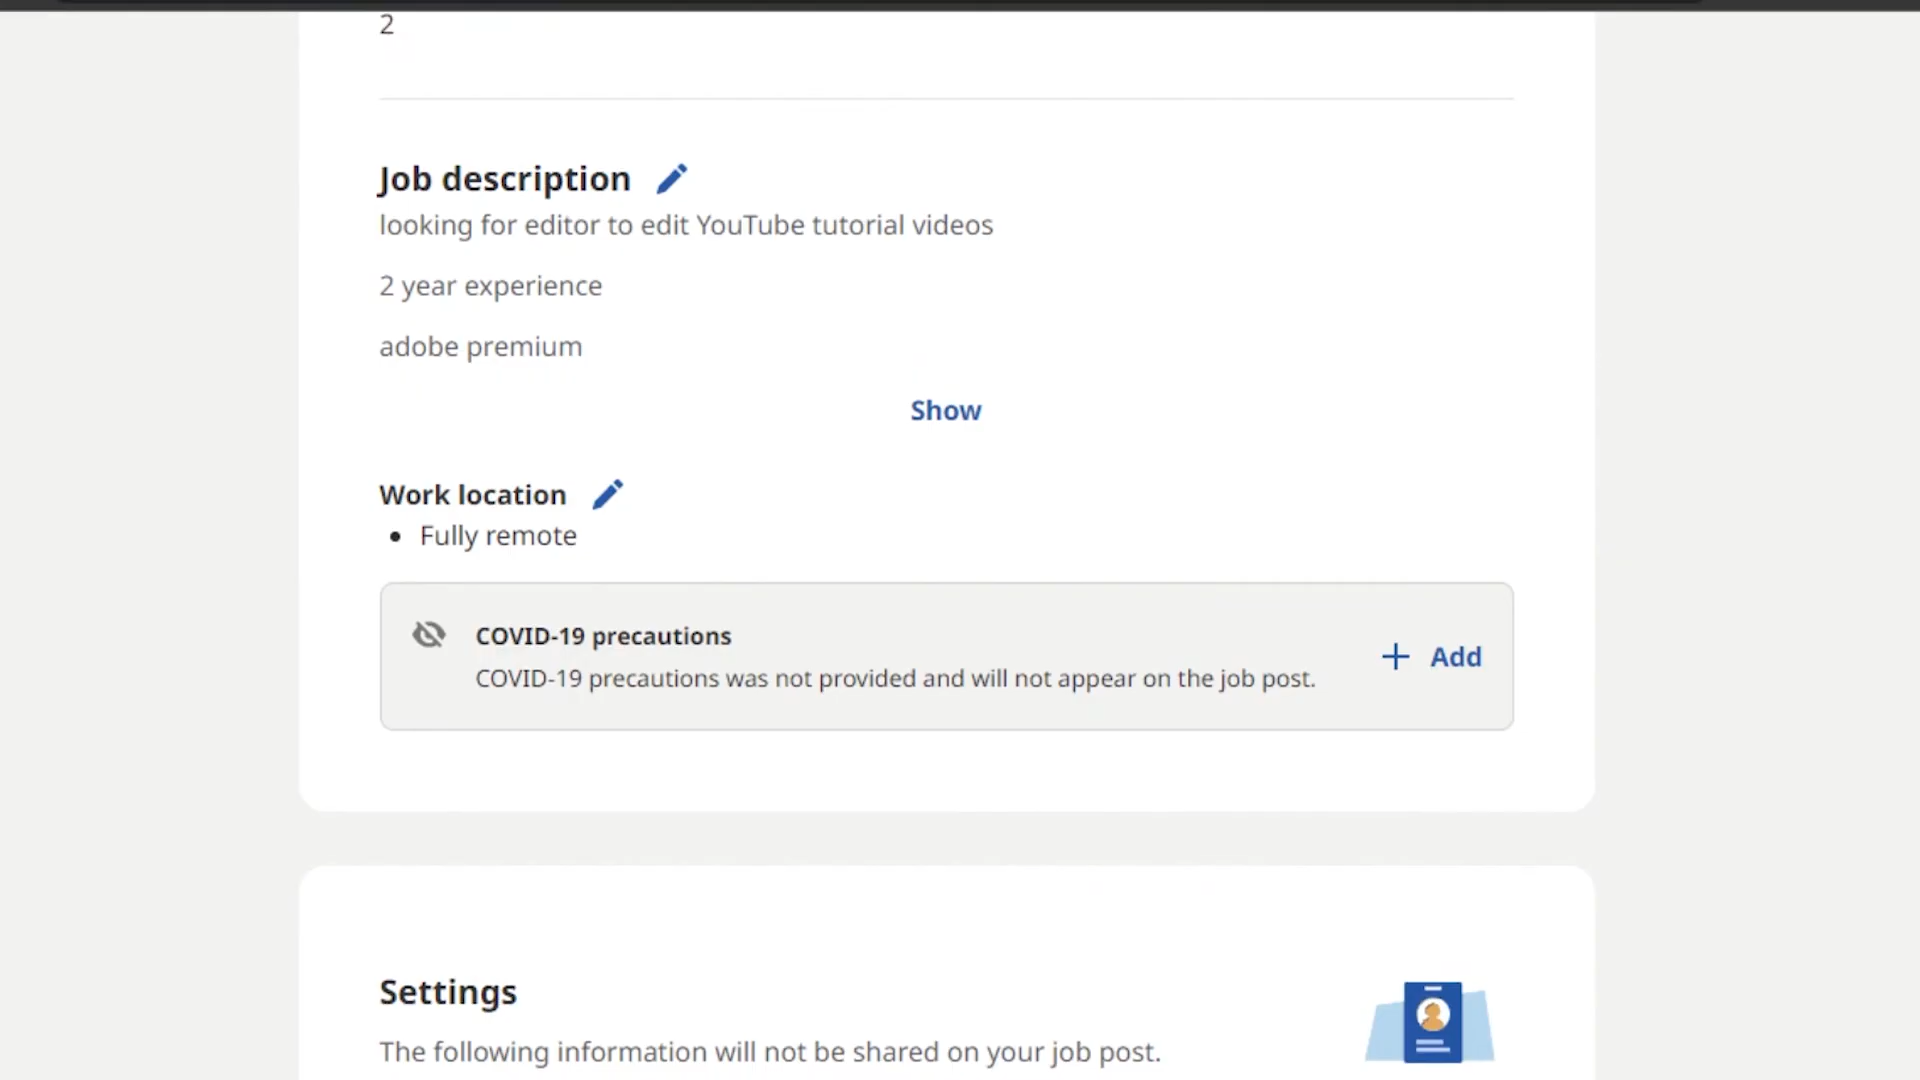 2
Job description
looking for editor to edit YouTube tutorial videos
2 year experience
adobe premium
Show
Work location
• Fully remote
COVID-19 precautions
COVID-19 precautions was not provided and will not appear on the job post.
+ Add
Settings
The following information will not be shared on your job post.